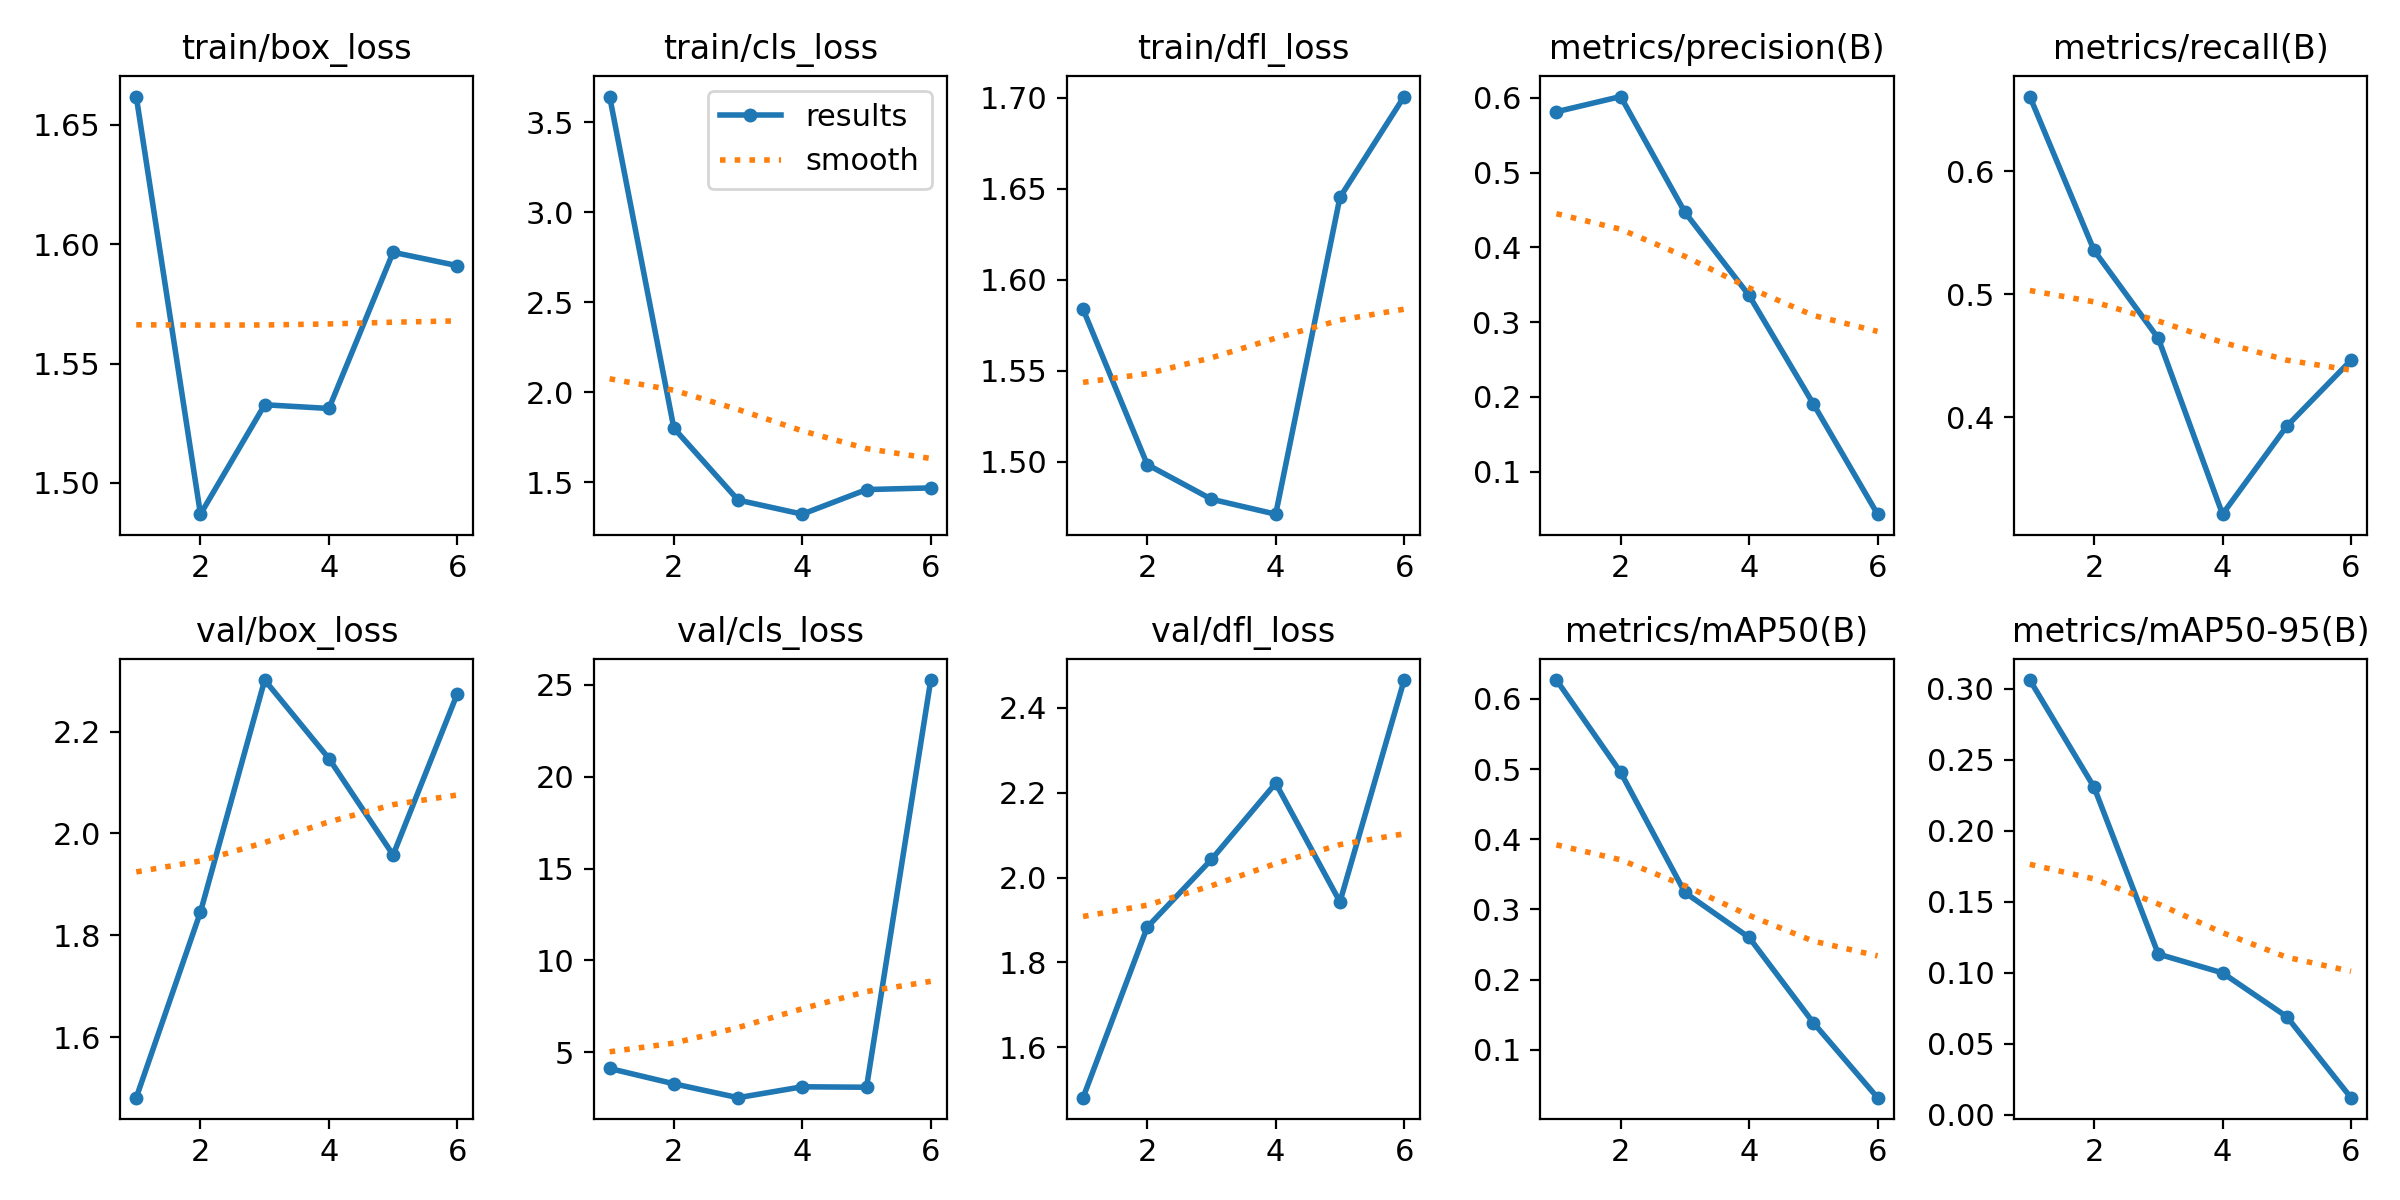 train/box_loss
1.65
1.60
1.55
1.50
2 4 6
train/cls_loss
results
smooth
3.5
3.0
2.5
2.0
1.5
2 4 6
train/dfl_loss
1.70
1.65
1.60
1.55
1.50
2 4 6
metrics/precision(B)
0.6
0.5
0.4
0.3
0.2
0.1
2 4 6
metrics/recall(B)
0.6
0.5
0.4
2 4 6
val/box_loss
2.2
2.0
1.8
1.6
2 4 6
val/cls_loss
25
20
15
10
5
2 4 6
val/dfl_loss
2.4
2.2
2.0
1.8
1.6
2 4 6
metrics/mAP50(B)
0.6
0.5
0.4
0.3
0.2
0.1
2 4 6
metrics/mAP50-95(B)
0.30
0.25
0.20
0.15
0.10
0.05
0.00
2 4 6